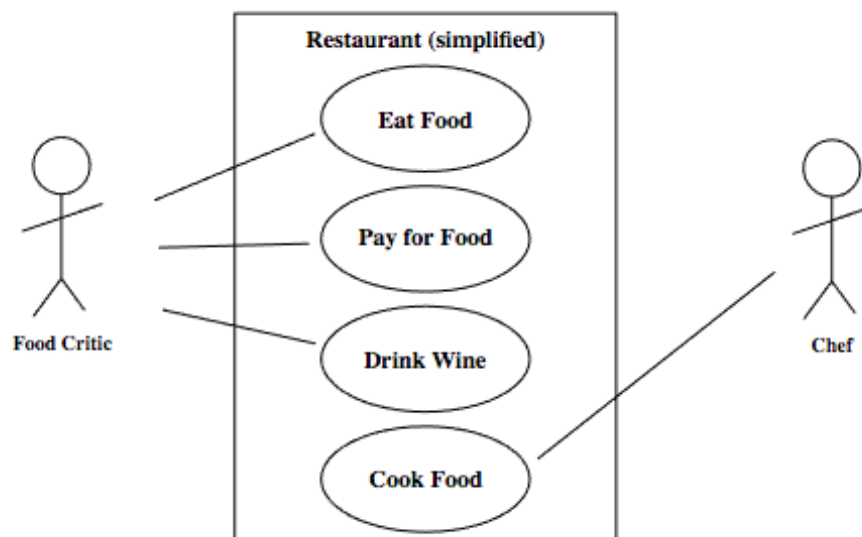 Restaurant (simplified)
Eat Food
Pay for Food
Food Critic
Drink Wine
Chef
Cook Food